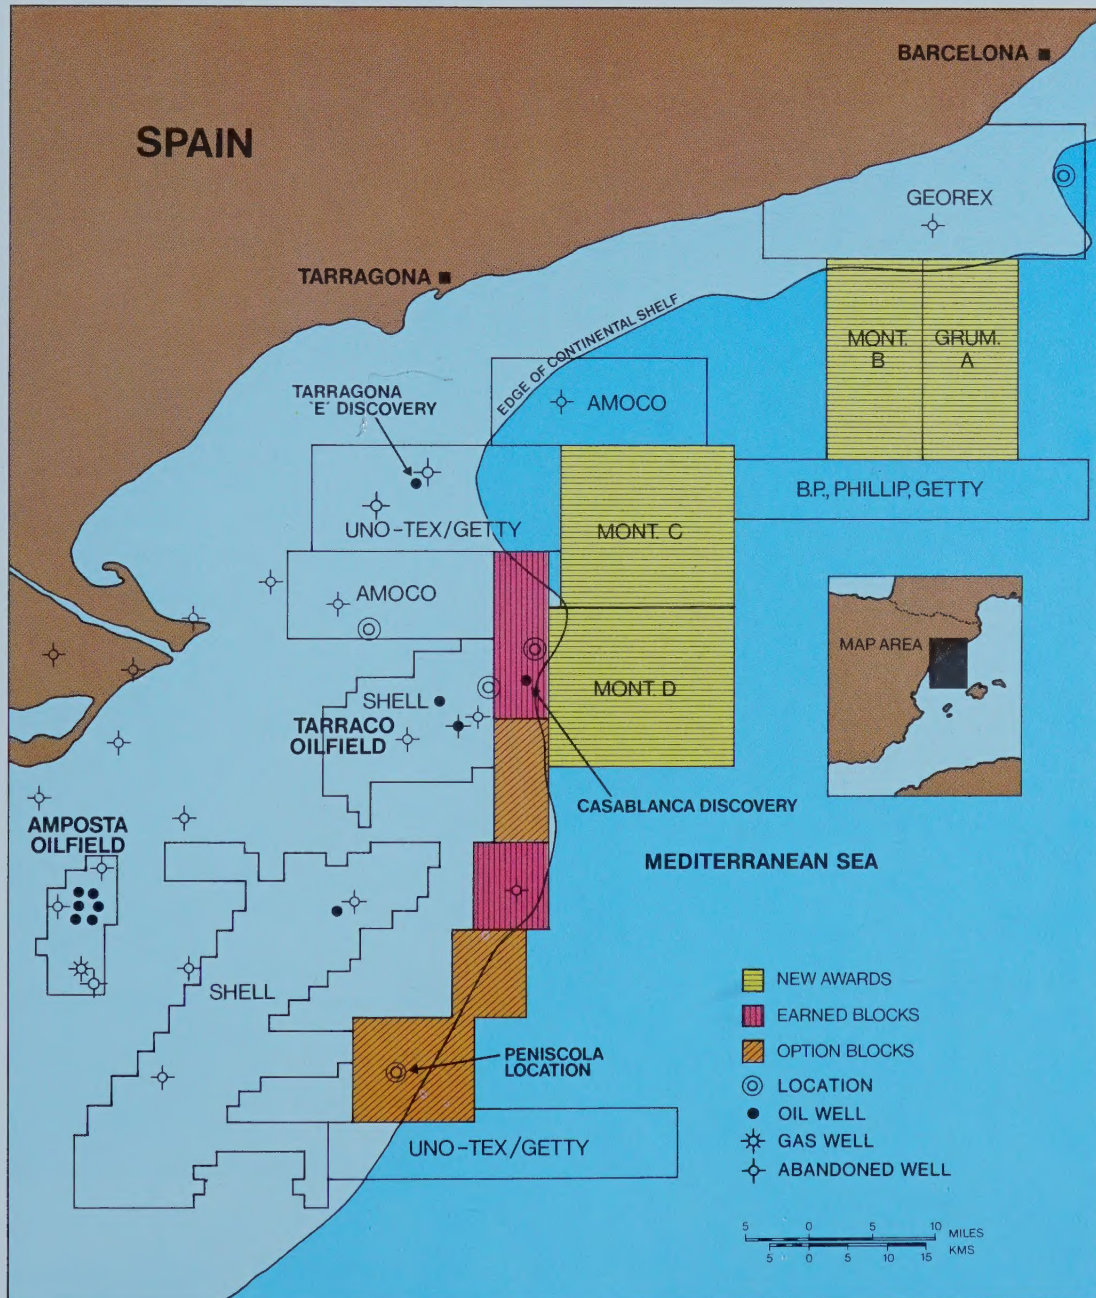 BARCELONA
SPAIN
GEOREX
TARRAGONA
EDGE OF CONTINENTAL SHELF
MONT.
B
GRUM.
A
TARRAGONA
'E' DISCOVERY
AMOCO
B.P., PHILLIP, GETTY
UNO-TEX/GETTY
MONT. C
AMOCO
MAP AREA
SHELL
MONT. D
TARRACO
OILFIELD
CASABLANCA DISCOVERY
AMPOSTA
OILFIELD
MEDITERRANEAN SEA
SHELL
NEW AWARDS
EARNED BLOCKS
OPTION BLOCKS
PENISCOLA
LOCATION
LOCATION
OIL WELL
GAS WELL
ABANDONED WELL
UNO-TEX/GETTY
5 0 5 10 MILES
5 0 5 10 15 KMS